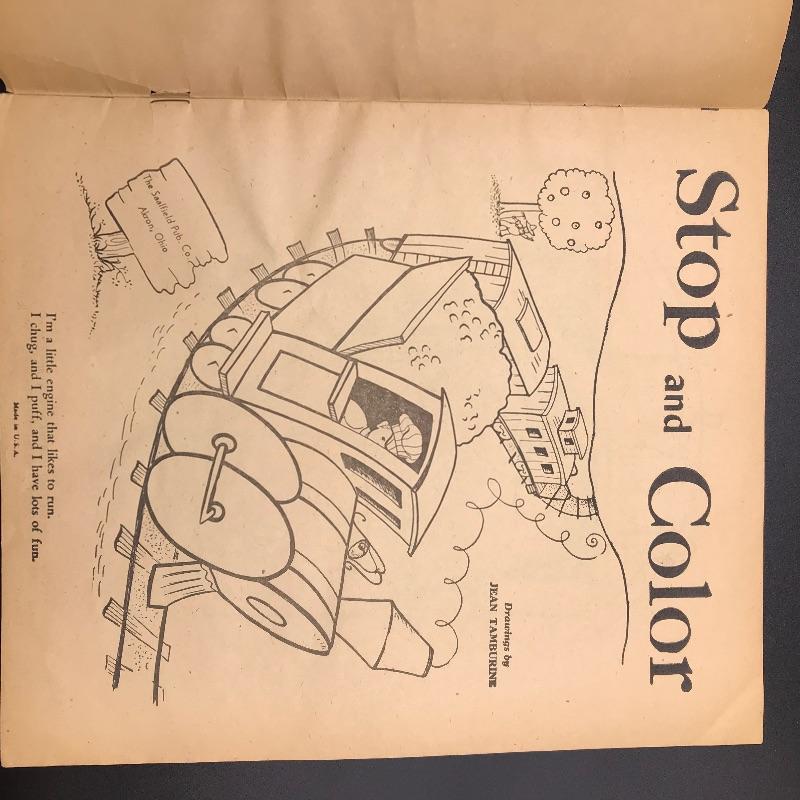 Stop and Color
Drawings by
JEAN TAMBURINE
The Saalfield Pub. Co.
Akron, Ohio
I'm a little engine that likes to run.
I chug, and I puff, and I have lots of fun.
Made in U.S.A.